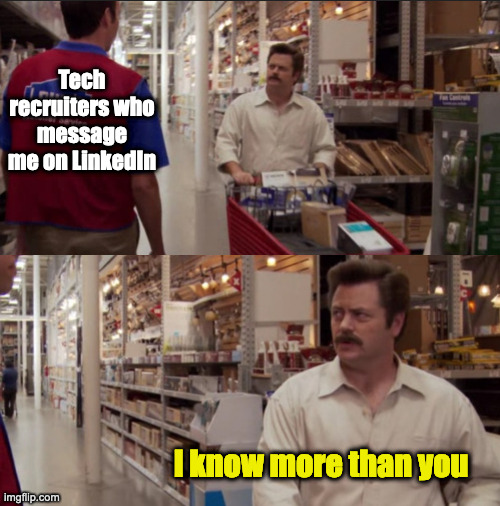 Tech
recruiters who
message
me on LinkedIn
I know more than you
imgflip.com